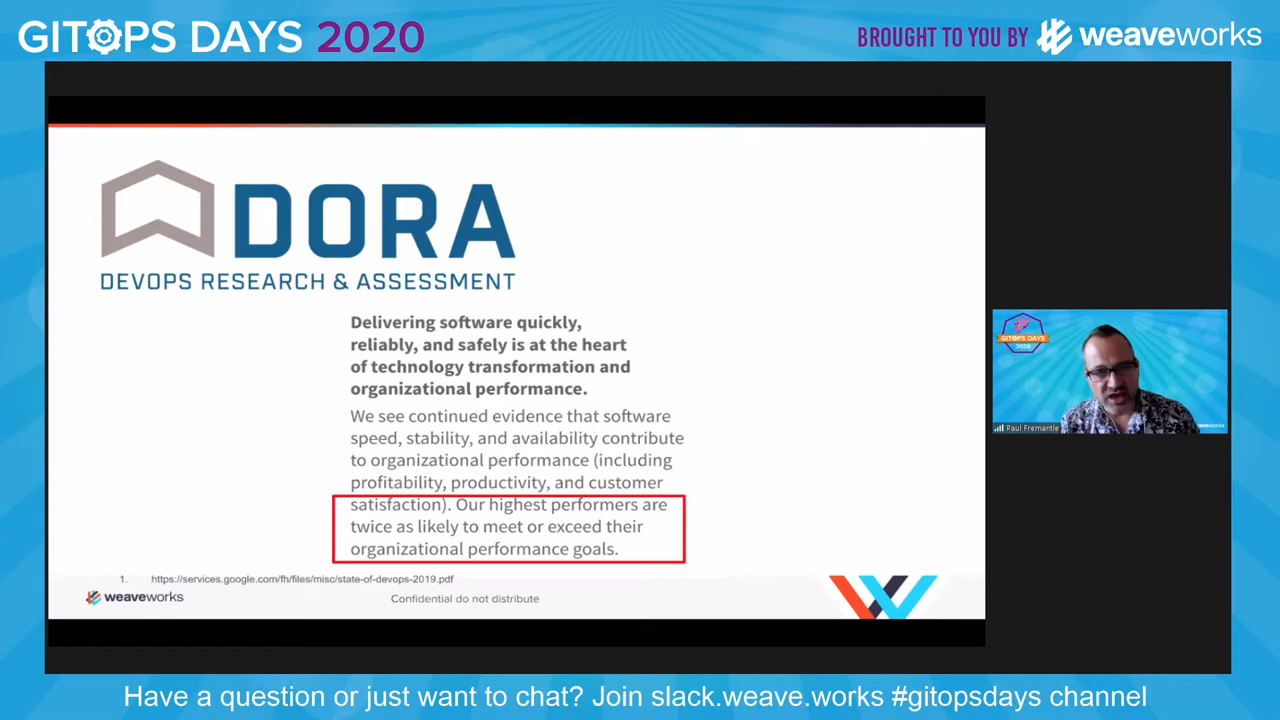 GITOPS DAYS 2020
BROUGHT TO YOU BY weaveworks
DORA
DEVOPS RESEARCH & ASSESSMENT
Delivering software quickly,
reliably, and safely is at the heart
of technology transformation and
organizational performance.
We see continued evidence that software
speed, stability, and availability contribute
to organizational performance (including
profitability, productivity, and customer
satisfaction). Our highest performers are
twice as likely to meet or exceed their
organizational performance goals.
1. https://services.google.com/fh/files/misc/state-of-devops-2019.pdf
weaveworks
Confidential do not distribute
GITOPS DAYS
2020
Paul Fremantle
Have a question or just want to chat? Join slack.weave.works #gitopsdays channel